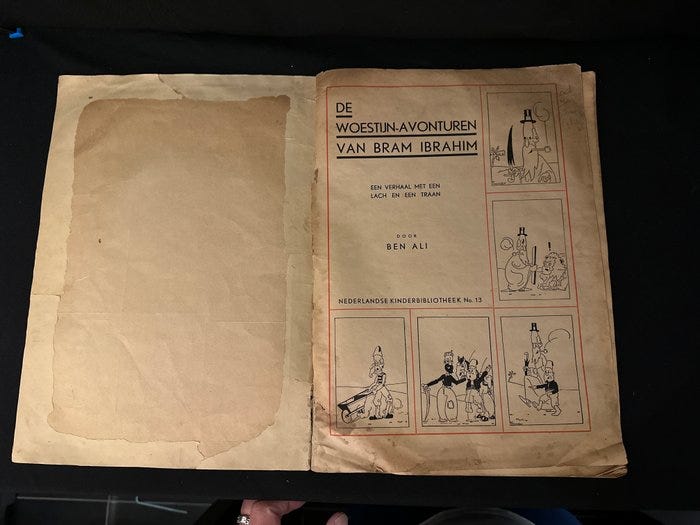 DE
WOESTIJN-AVONTUREN
VAN BRAM IBRAHIM
EEN VERHAAL MET EEN
LACH EN EEN TRAAN
DOOR
BEN ALI
NEDERLANDSE KINDERBIBLIOTHEEK No. 13